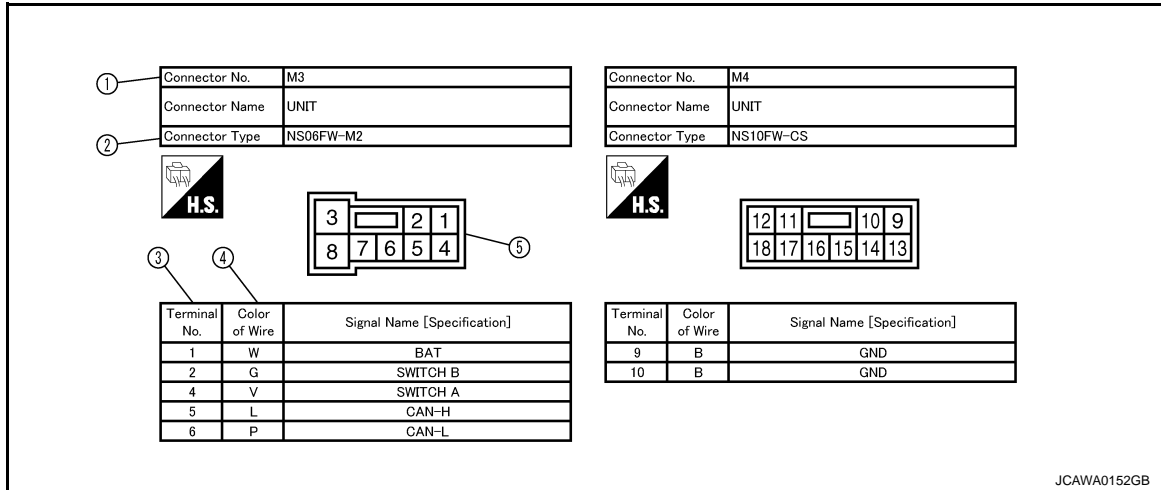 ① Connector No. M3
Connector Name UNIT
② Connector Type NS06FW-M2
H.S.
3 2 1
8 7 6 5 4
⑤
③ ④
Terminal No. Color of Wire Signal Name [Specification]
1 W BAT
2 G SWITCH B
4 V SWITCH A
5 L CAN-H
6 P CAN-L
Connector No. M4
Connector Name UNIT
Connector Type NS10FW-CS
H.S.
12 11 10 9
18 17 16 15 14 13
Terminal No. Color of Wire Signal Name [Specification]
9 B GND
10 B GND
JCAWA0152GB